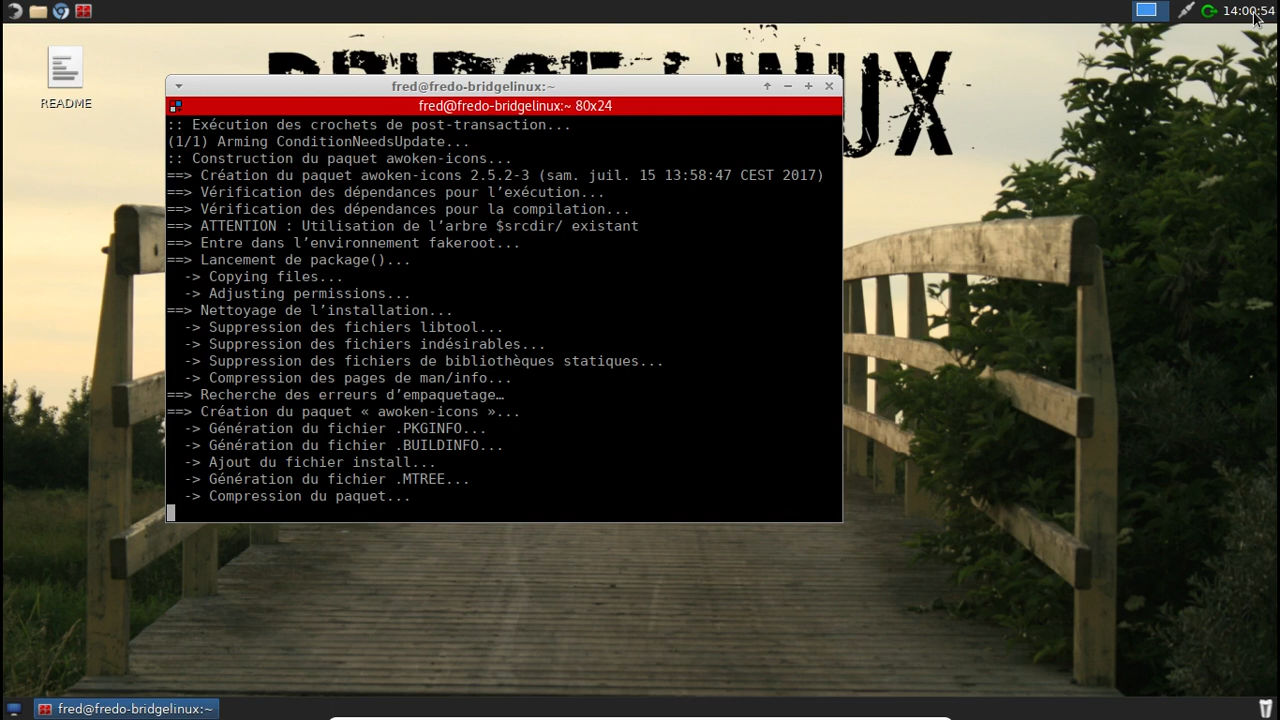 14:00:54
README
BRIDGE LINUX
fred@fredo-bridgelinux:~
fred@fredo-bridgelinux:~ 80x24
:: Exécution des crochets de post-transaction...
(1/1) Arming ConditionNeedsUpdate...
:: Construction du paquet awoken-icons...
==> Création du paquet awoken-icons 2.5.2-3 (sam. juil. 15 13:58:47 CEST 2017)
==> Vérification des dépendances pour l’exécution...
==> Vérification des dépendances pour la compilation...
==> ATTENTION : Utilisation de l’arbre $srcdir/ existant
==> Entre dans l’environnement fakeroot...
==> Lancement de package()...
  -> Copying files...
  -> Adjusting permissions...
==> Nettoyage de l’installation...
  -> Suppression des fichiers libtool...
  -> Suppression des fichiers indésirables...
  -> Suppression des fichiers de bibliothèques statiques...
  -> Compression des pages de man/info...
==> Recherche des erreurs d’empaquetage…
==> Création du paquet « awoken-icons »...
  -> Génération du fichier .PKGINFO...
  -> Génération du fichier .BUILDINFO...
  -> Ajout du fichier install...
  -> Génération du fichier .MTREE...
  -> Compression du paquet...
fred@fredo-bridgelinux:~